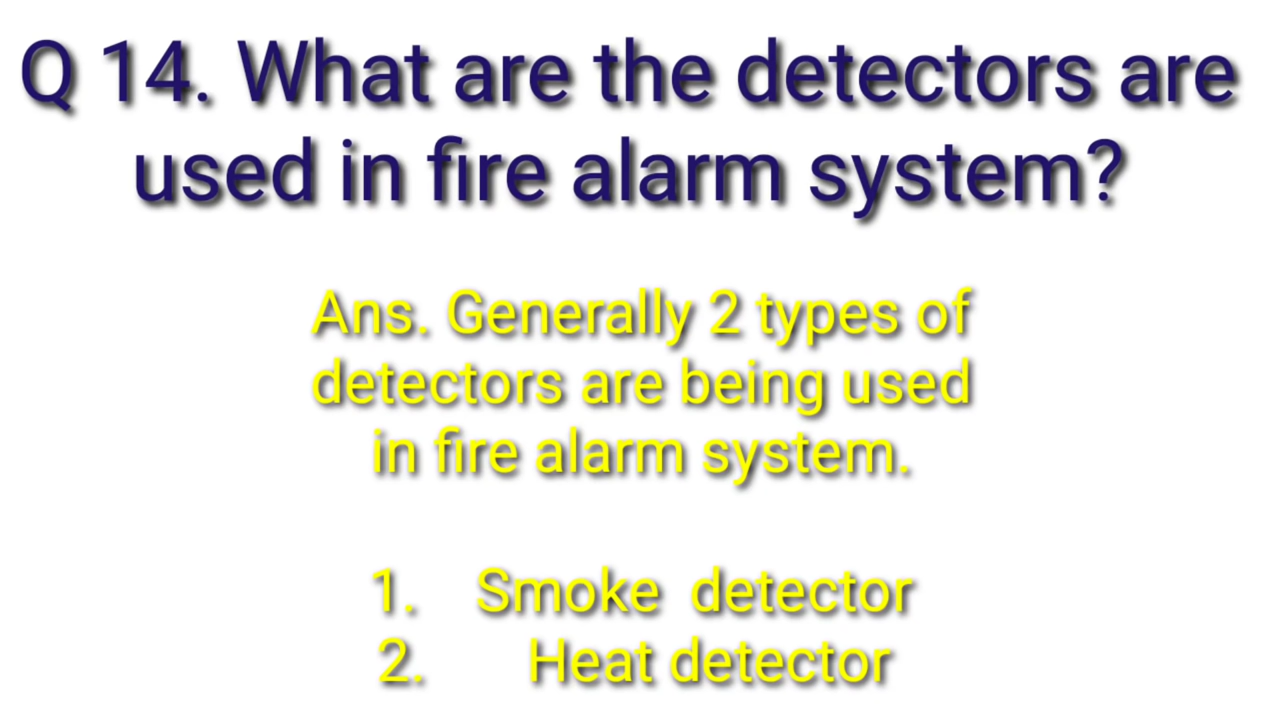 Q 14. What are the detectors are
used in fire alarm system?
Ans. Generally 2 types of
detectors are being used
in fire alarm system.
1. Smoke detector
2. Heat detector